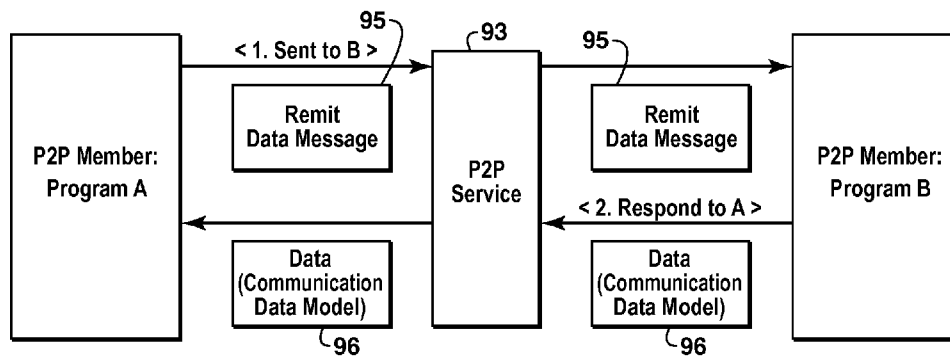 95
93
95
< 1. Sent to B >
Remit
Data Message
Remit
Data Message
P2P Member:
Program A
P2P
Service
P2P Member:
Program B
< 2. Respond to A >
Data
(Communication
Data Model)
Data
(Communication
Data Model)
96
96